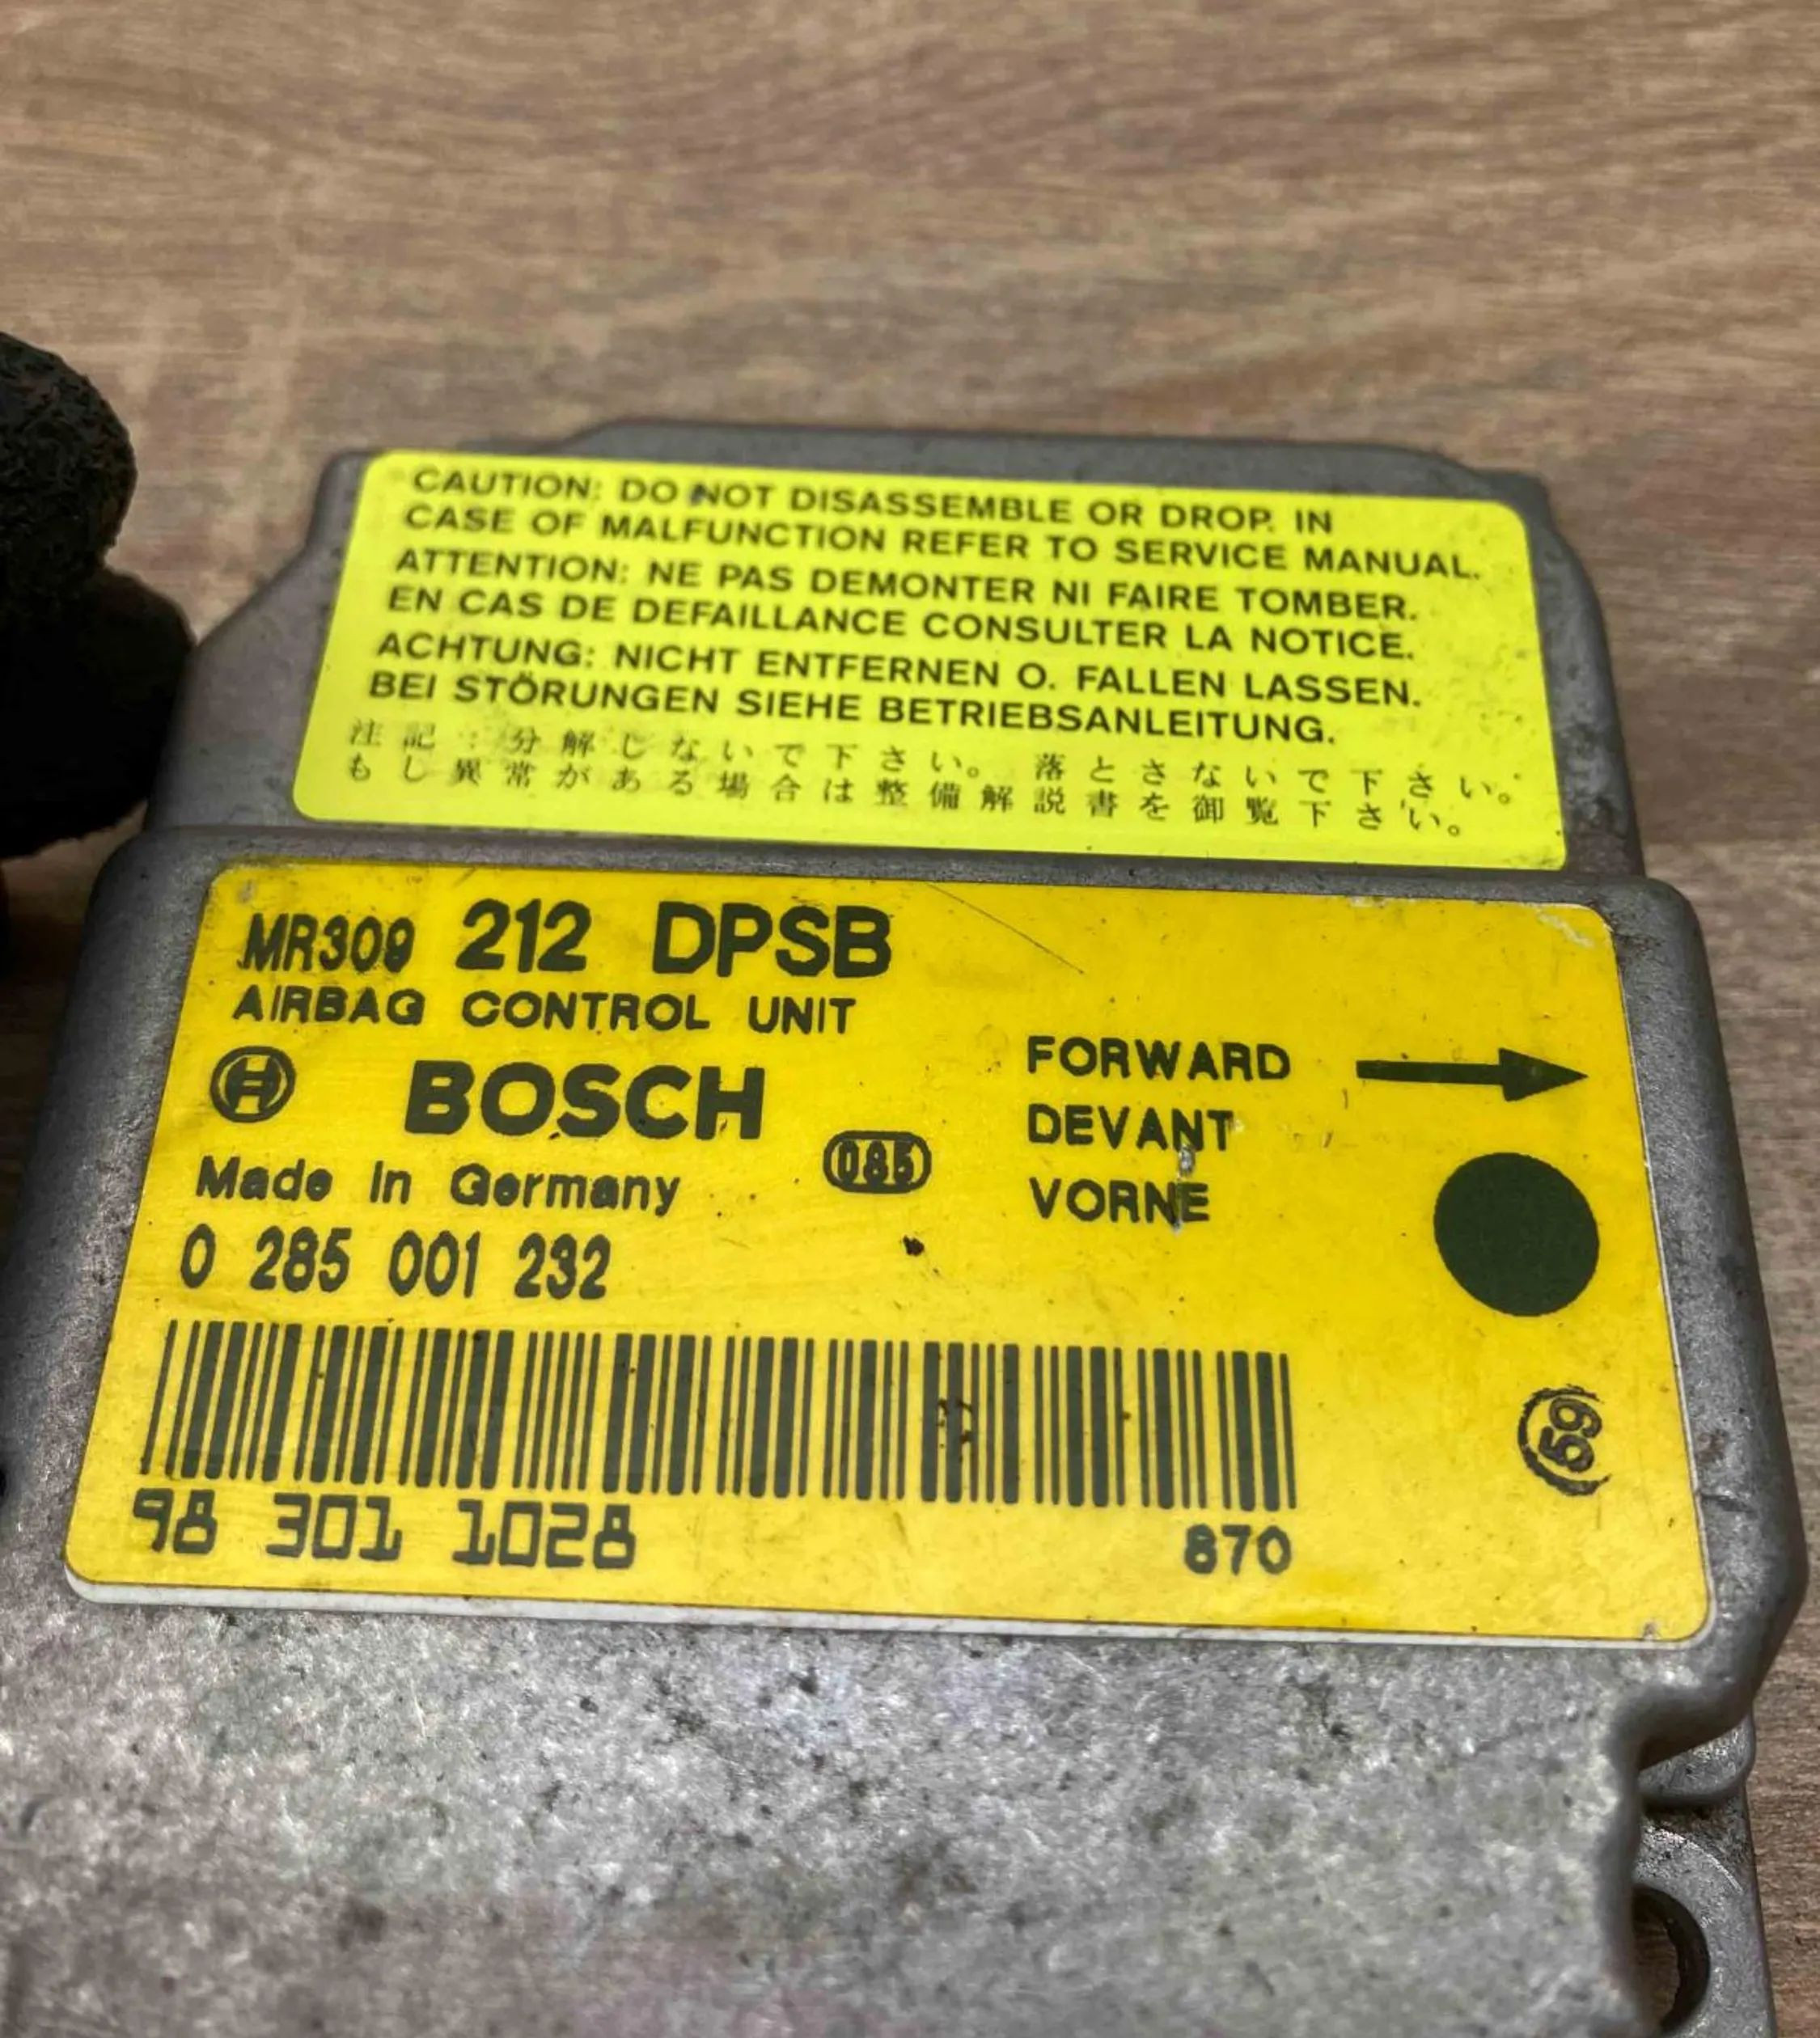 CAUTION: DO NOT DISASSEMBLE OR DROP. IN
CASE OF MALFUNCTION REFER TO SERVICE MANUAL.
ATTENTION: NE PAS DEMONTER NI FAIRE TOMBER.
EN CAS DE DEFAILLANCE CONSULTER LA NOTICE.
ACHTUNG: NICHT ENTFERNEN O. FALLEN LASSEN.
BEI STÖRUNGEN SIEHE BETRIEBSANLEITUNG.
注記:分解しないで下さい。落とさないで下さい。
もし異常がある場合は整備解説書を御覧下さい。
MR309 212 DPSB
AIRBAG CONTROL UNIT
BOSCH
Made in Germany
085
0 285 001 232
FORWARD
DEVANT
VORNE
59
98 301 1028
870